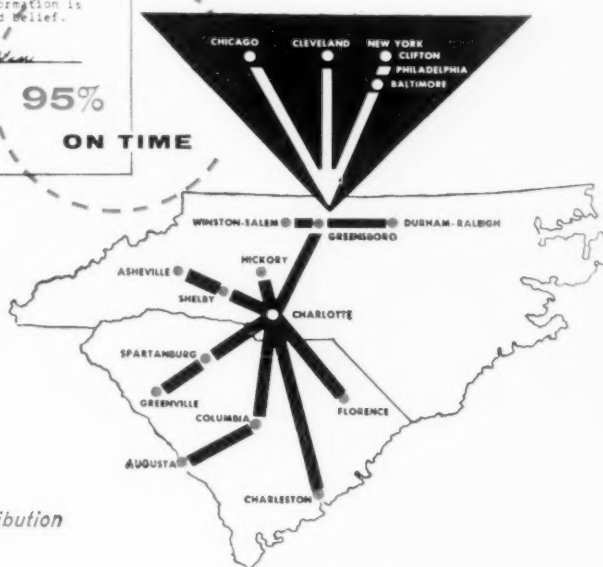 ormation is
d belief.
95%
ON TIME
CHICAGO
CLEVELAND
NEW YORK
CLIFTON
PHILADELPHIA
BALTIMORE
WINSTON-SALEM
GREENSBORO
DURHAM-RALEIGH
ASHEVILLE
HICKORY
SHELBY
CHARLOTTE
SPARTANBURG
GREENVILLE
COLUMBIA
FLORENCE
AUGUSTA
CHARLESTON
ibution